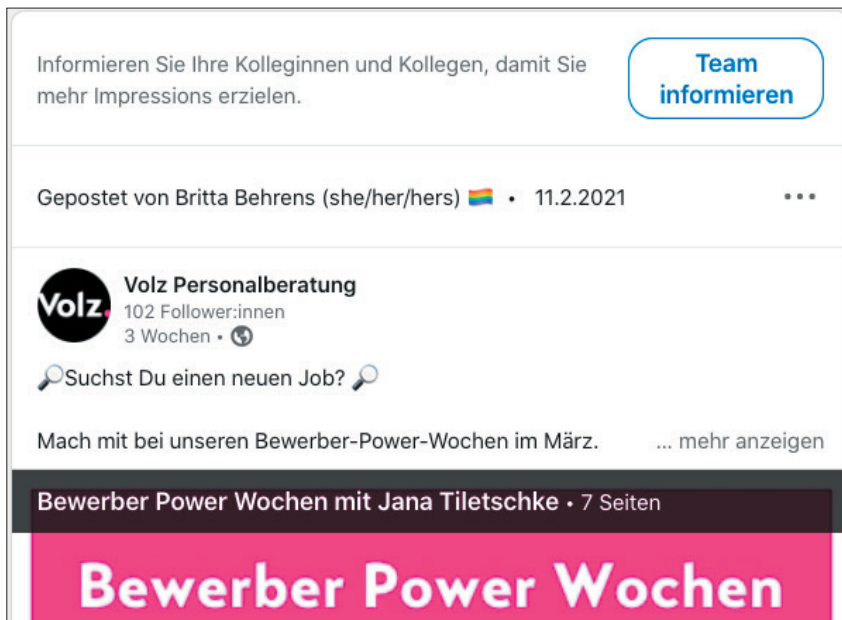 Informieren Sie Ihre Kolleginnen und Kollegen, damit Sie
mehr Impressions erzielen.
Team
informieren
Gepostet von Britta Behrens (she/her/hers) 🏳️‍🌈 • 11.2.2021
Volz.
Volz Personalberatung
102 Follower:innen
3 Wochen •
🔎Suchst Du einen neuen Job? 🔎
Mach mit bei unseren Bewerber-Power-Wochen im März. ... mehr anzeigen
Bewerber Power Wochen mit Jana Tiletschke • 7 Seiten
Bewerber Power Wochen